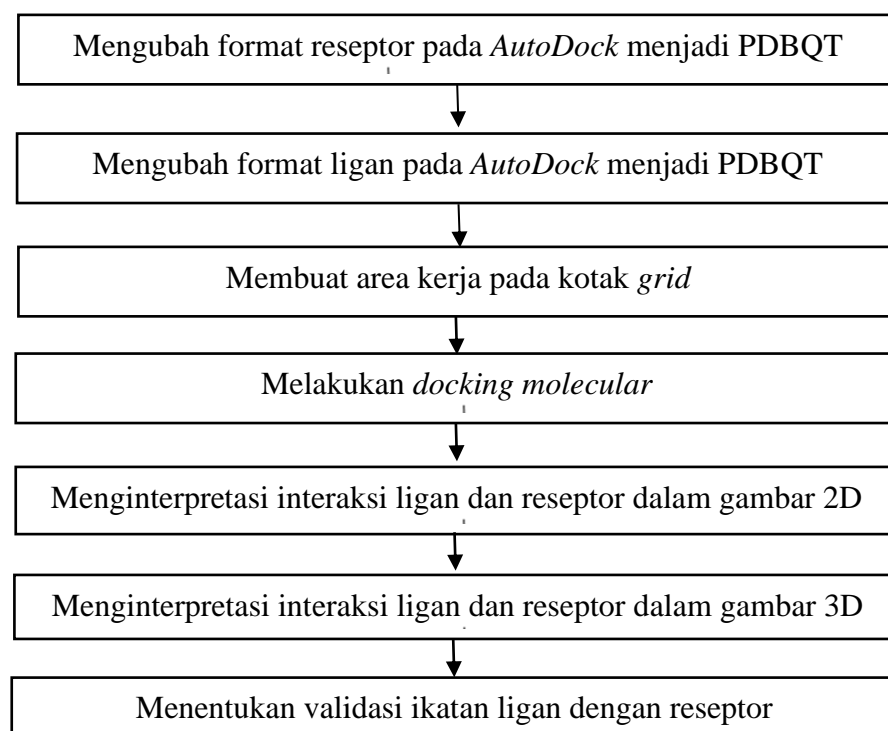 Mengubah format reseptor pada AutoDock menjadi PDBQT
Mengubah format ligan pada AutoDock menjadi PDBQT
Membuat area kerja pada kotak grid
Melakukan docking molecular
Menginterpretasi interaksi ligan dan reseptor dalam gambar 2D
Menginterpretasi interaksi ligan dan reseptor dalam gambar 3D
Menentukan validasi ikatan ligan dengan reseptor